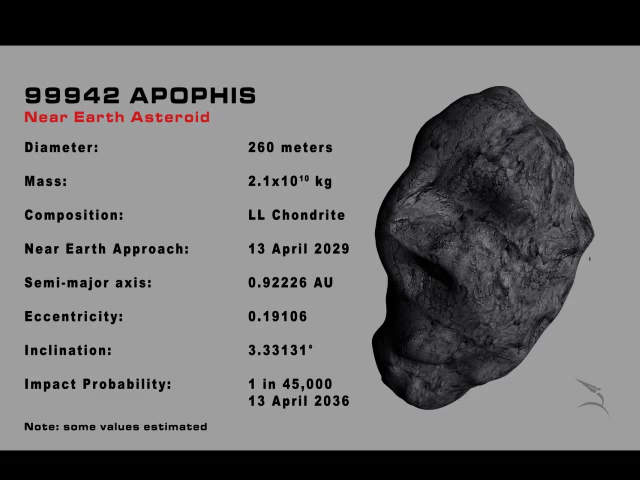 99942 APOPHIS
Near Earth Asteroid
Diameter: 260 meters
Mass: 2.1x10¹⁰ kg
Composition: LL Chondrite
Near Earth Approach: 13 April 2029
Semi-major axis: 0.92226 AU
Eccentricity: 0.19106
Inclination: 3.33131°
Impact Probability: 1 in 45,000
13 April 2036
Note: some values estimated